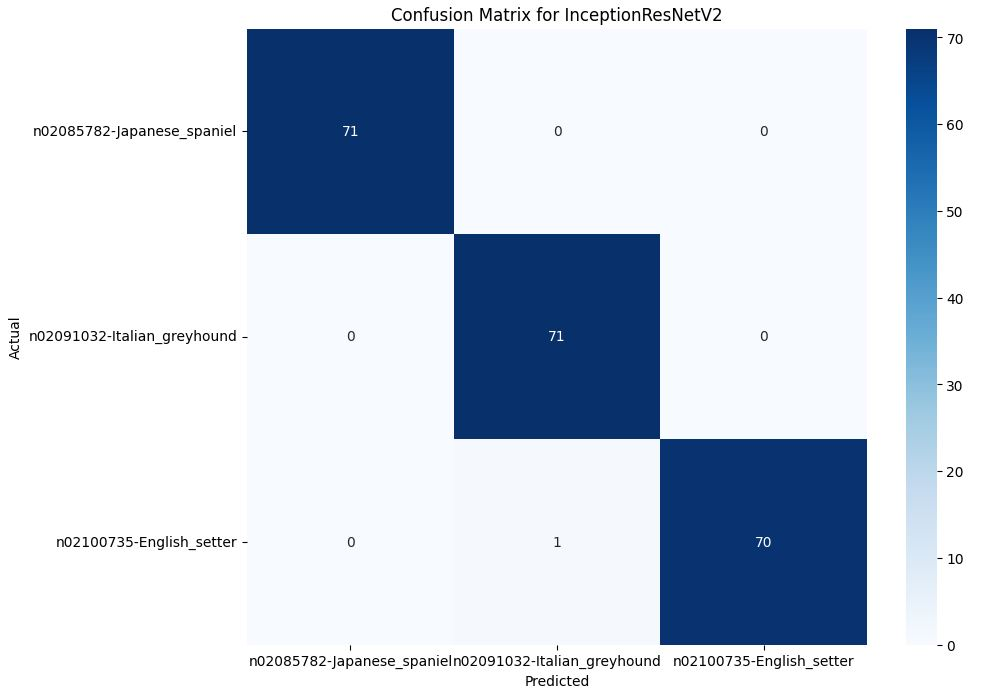 Confusion Matrix for InceptionResNetV2
70
n02085782-Japanese_spaniel 71 0 0
60
50
40
Actual
n02091032-Italian_greyhound 0 71 0
30
20
n02100735-English_setter 0 1 70
10
0
n02085782-Japanese_spaniel n02091032-Italian_greyhound n02100735-English_setter
Predicted